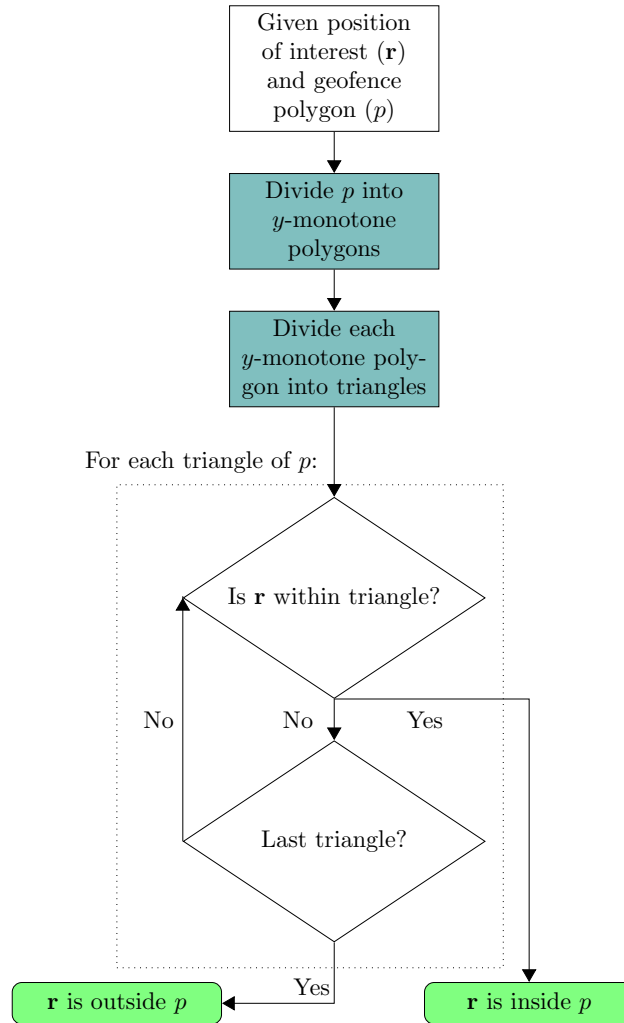 Given position
of interest (r)
and geofence
polygon (p)
Divide p into
y-monotone
polygons
Divide each
y-monotone poly-
gon into triangles
For each triangle of p:
Is r within triangle?
No
No
Yes
Last triangle?
Yes
r is outside p
r is inside p